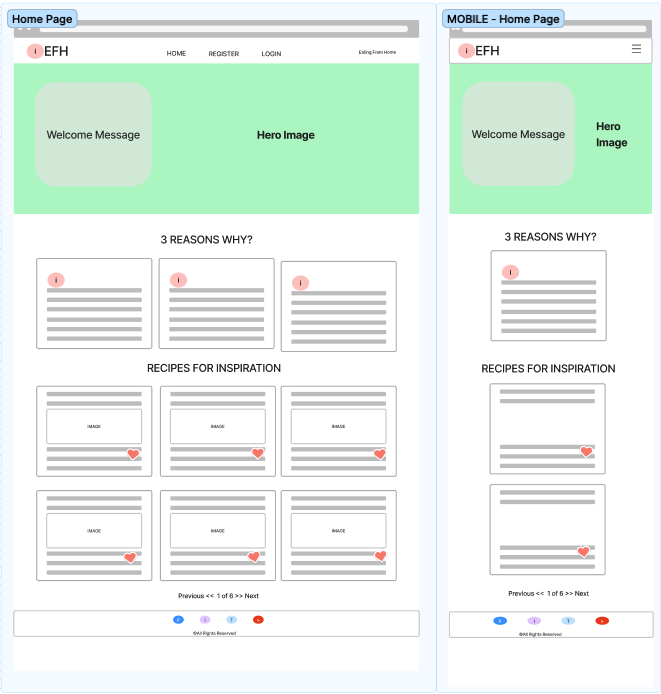 Home Page
i EFH
HOME REGISTER LOGIN
Eating From Home
Welcome Message
Hero Image
3 REASONS WHY?
i
i
i
RECIPES FOR INSPIRATION
IMAGE
IMAGE
IMAGE
IMAGE
IMAGE
IMAGE
Previous << 1 of 6 >> Next
F I T
©All Rights Reserved
MOBILE - Home Page
i EFH
Welcome Message
Hero
Image
3 REASONS WHY?
i
RECIPES FOR INSPIRATION
Previous << 1 of 6 >> Next
F I T
©All Rights Reserved